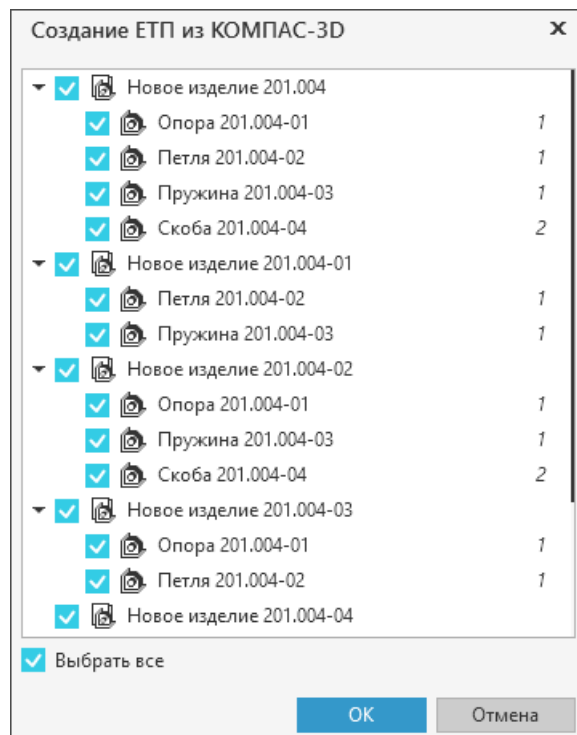 Создание ЕТП из КОМПАС-3D
Новое изделие 201.004
Опора 201.004-01 1
Петля 201.004-02 1
Пружина 201.004-03 1
Скоба 201.004-04 2
Новое изделие 201.004-01
Петля 201.004-02 1
Пружина 201.004-03 1
Новое изделие 201.004-02
Опора 201.004-01 1
Пружина 201.004-03 1
Скоба 201.004-04 2
Новое изделие 201.004-03
Опора 201.004-01 1
Петля 201.004-02 1
Новое изделие 201.004-04
Выбрать все
ОК Отмена